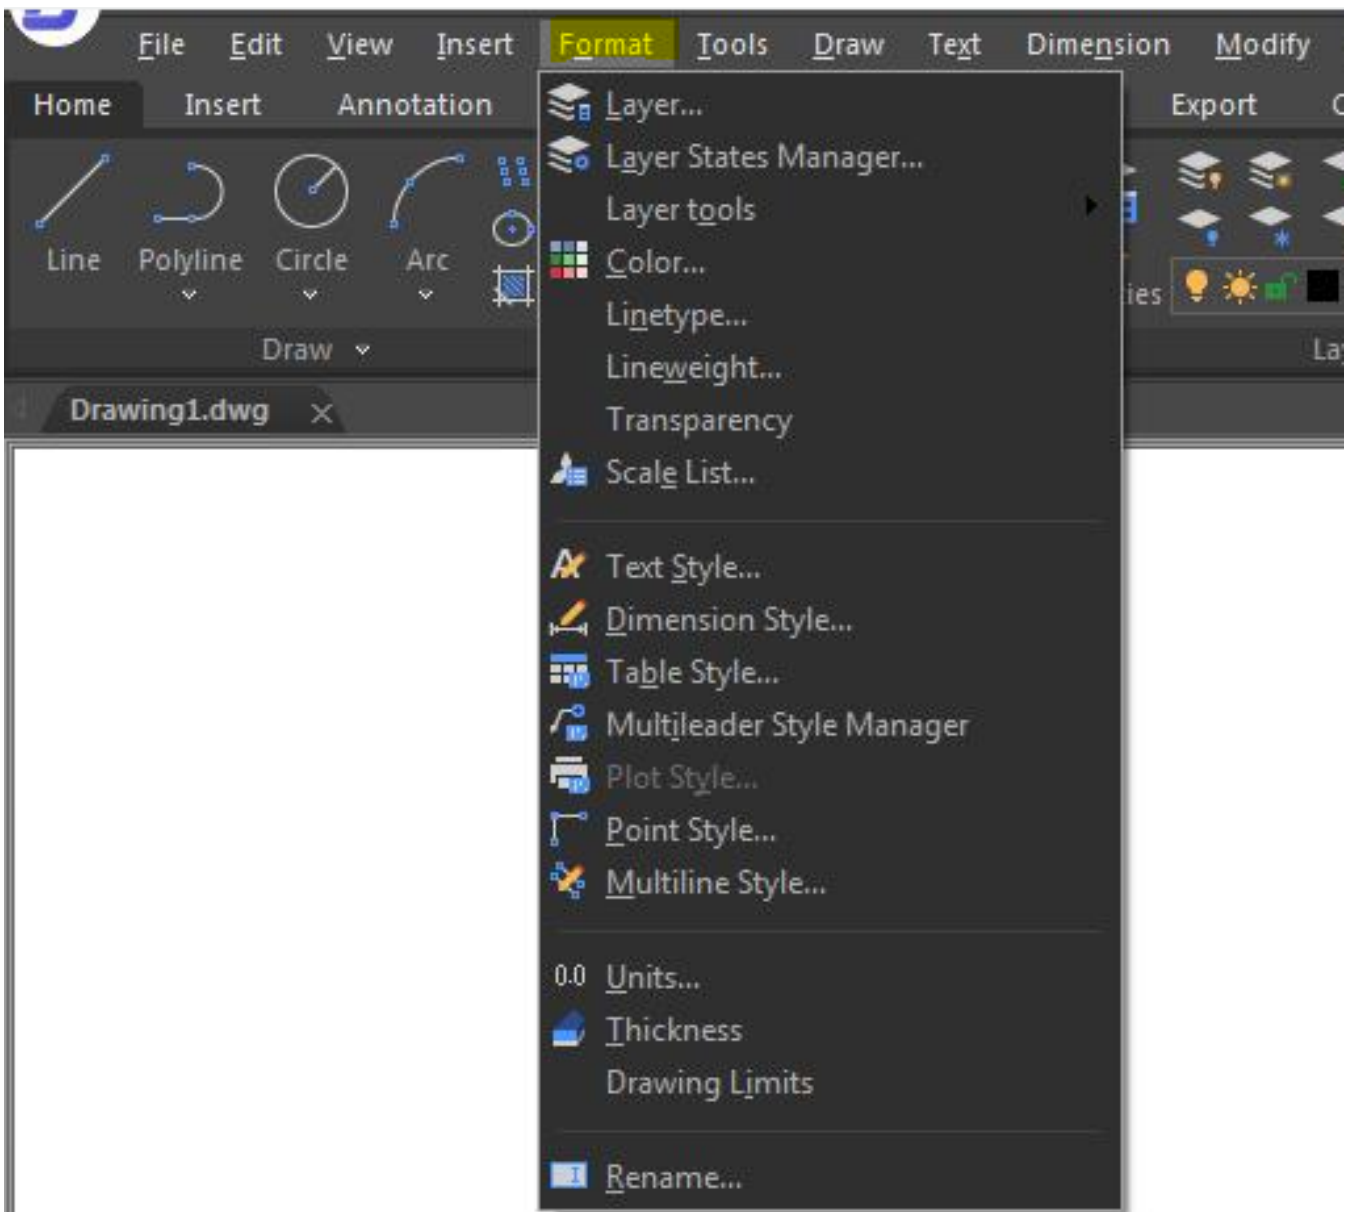 File Edit View Insert Format Tools Draw Text Dimension Modify
Home Insert Annotation Export
Line Polyline Circle Arc
Draw
Drawing1.dwg
Layer...
Layer States Manager...
Layer tools
Color...
Linetype...
Lineweight...
Transparency
Scale List...
Text Style...
Dimension Style...
Table Style...
Multileader Style Manager
Plot Style...
Point Style...
Multiline Style...
0.0 Units...
Thickness
Drawing Limits
Rename...